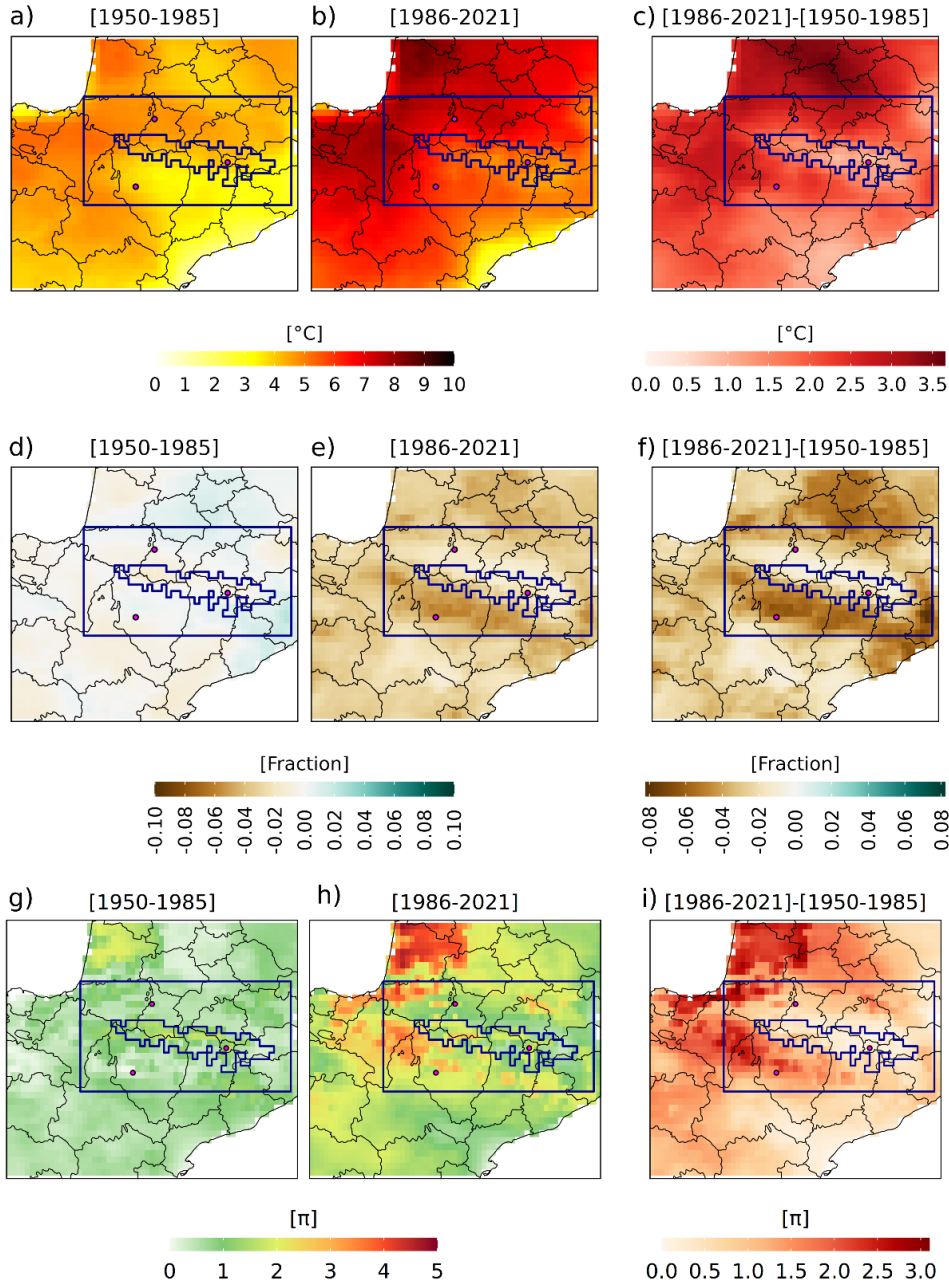 a) [1950-1985] b) [1986-2021] c) [1986-2021]-[1950-1985]
[°C] [°C]
0 1 2 3 4 5 6 7 8 9 10 0.0 0.5 1.0 1.5 2.0 2.5 3.0 3.5
d) [1950-1985] e) [1986-2021] f) [1986-2021]-[1950-1985]
[Fraction] [Fraction]
-0.10 -0.08 -0.06 -0.04 -0.02 0.00 0.02 0.04 0.06 0.08 0.10 -0.08 -0.06 -0.04 -0.02 0.00 0.02 0.04 0.06 0.08
g) [1950-1985] h) [1986-2021] i) [1986-2021]-[1950-1985]
[π] [π]
0 1 2 3 4 5 0.0 0.5 1.0 1.5 2.0 2.5 3.0